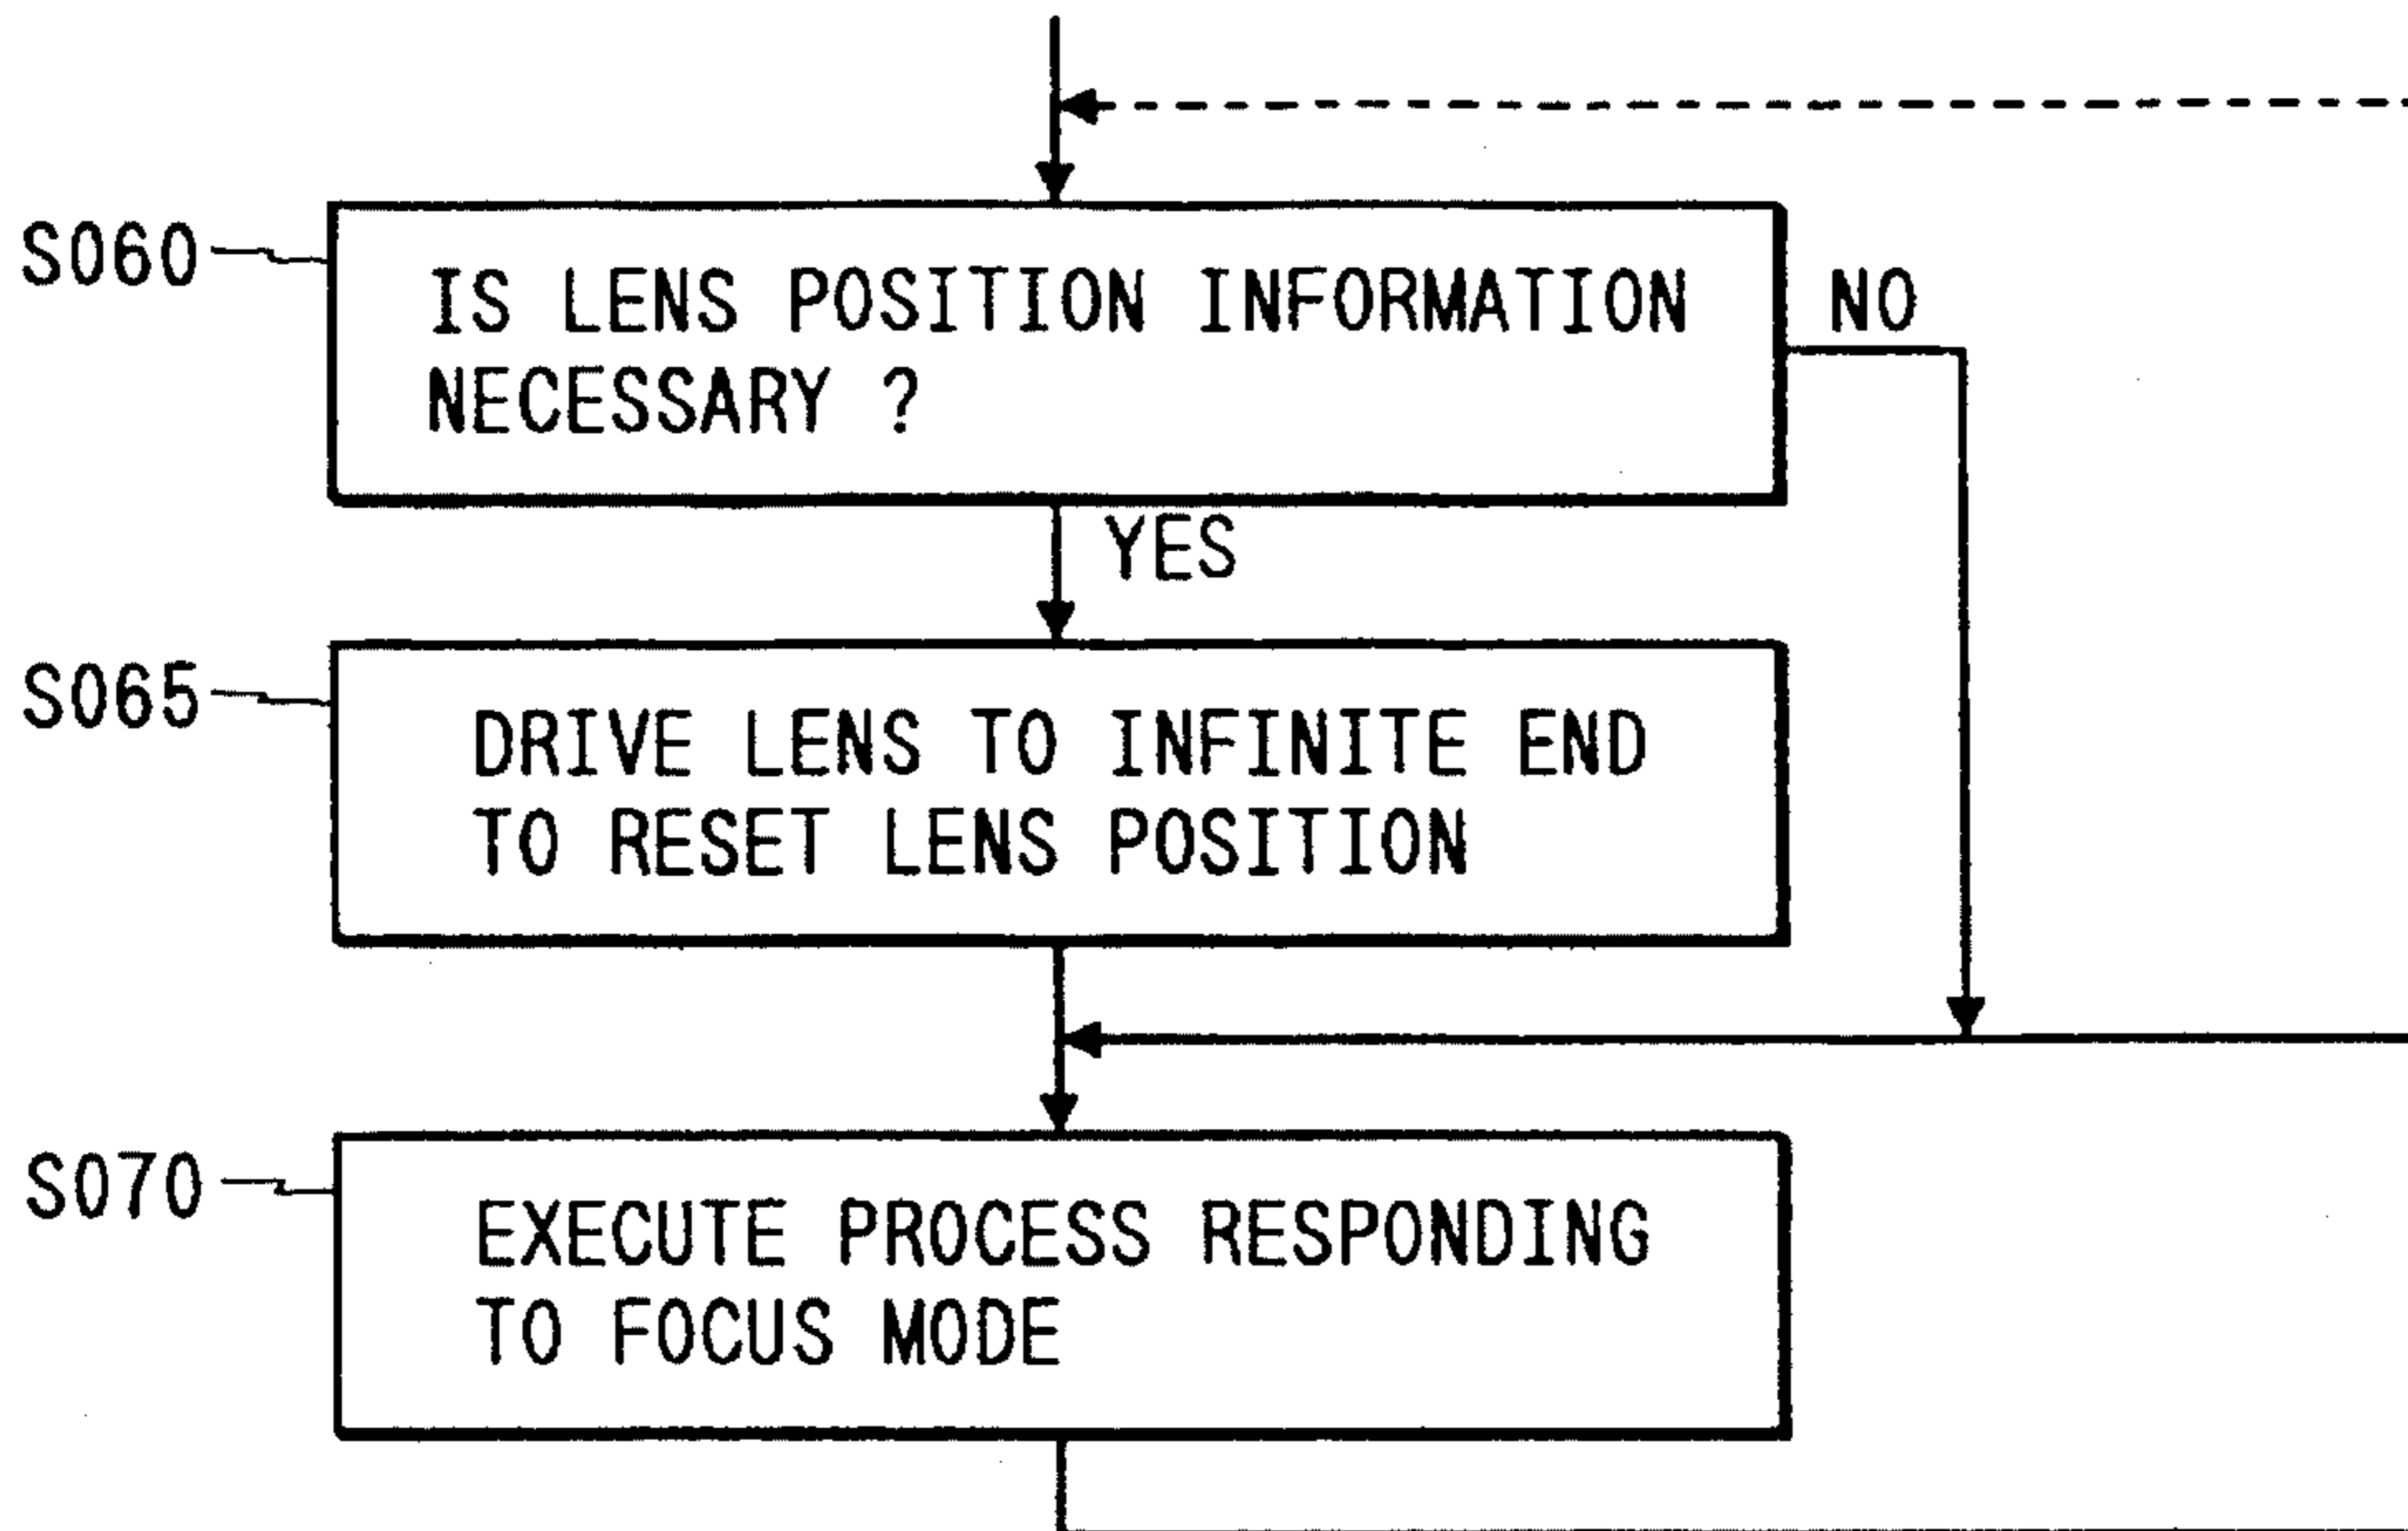 S060
IS LENS POSITION INFORMATION
NECESSARY ?
NO
YES
S065
DRIVE LENS TO INFINITE END
TO RESET LENS POSITION
S070
EXECUTE PROCESS RESPONDING
TO FOCUS MODE